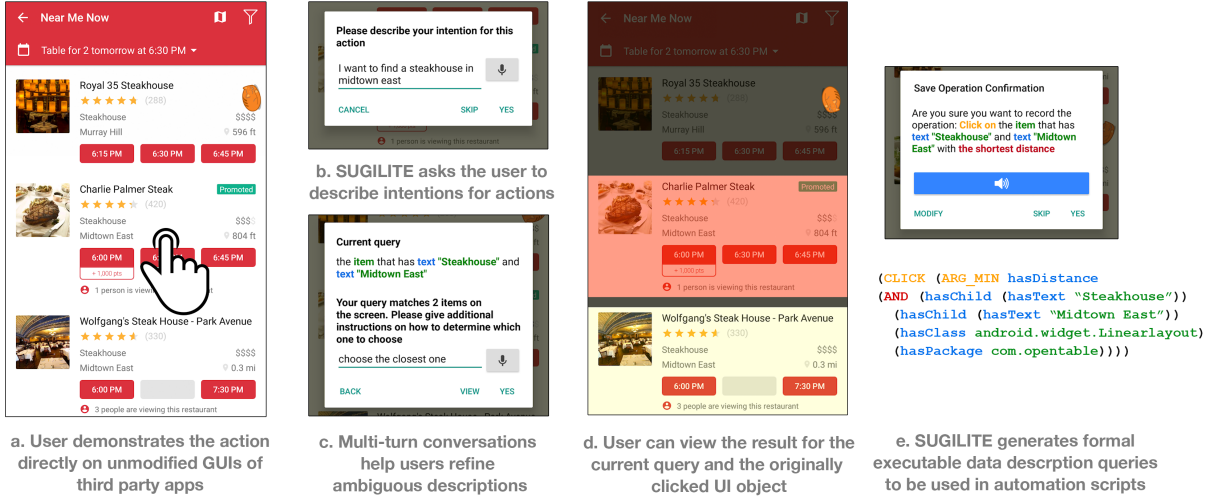 Near Me Now
Table for 2 tomorrow at 6:30 PM
Royal 35 Steakhouse
(288)
Steakhouse $$$$
Murray Hill 596 ft
6:15 PM 6:30 PM 6:45 PM
Charlie Palmer Steak Promoted
(420)
Steakhouse $$$$
Midtown East 804 ft
6:00 PM 6:45 PM
+ 1,000 pts
1 person is
Wolfgang's Steak House - Park Avenue
(330)
Steakhouse $$$$
Midtown East 0.3 mi
6:00 PM 7:30 PM
3 people are viewing this restaurant
a. User demonstrates the action
directly on unmodified GUIs of
third party apps
Please describe your intention for this
action
I want to find a steakhouse in
midtown east
CANCEL SKIP YES
1 person is viewing this restaurant
b. SUGILITE asks the user to
describe intentions for actions
Current query
the item that has text "Steakhouse" and
text "Midtown East"
Your query matches 2 items on
the screen. Please give additional
instructions on how to determine which
one to choose
choose the closest one
BACK VIEW YES
c. Multi-turn conversations
help users refine
ambiguous descriptions
Near Me Now
Table for 2 tomorrow at 6:30 PM
Royal 35 Steakhouse
(288)
Steakhouse $$$$
Murray Hill 596 ft
6:15 PM 6:30 PM 6:45 PM
Charlie Palmer Steak Promoted
(420)
Steakhouse $$$$
Midtown East 804 ft
6:00 PM 6:30 PM 6:45 PM
+ 1,000 pts
1 person is viewing this restaurant
Wolfgang's Steak House - Park Avenue
(330)
Steakhouse $$$$
Midtown East 0.3 mi
6:00 PM 7:30 PM
3 people are viewing this restaurant
d. User can view the result for the
current query and the originally
clicked UI object
Save Operation Confirmation
Are you sure you want to record the
operation: Click on the item that has
text "Steakhouse" and text "Midtown
East" with the shortest distance
MODIFY SKIP YES
(CLICK (ARG_MIN hasDistance
(AND (hasChild (hasText “Steakhouse”))
(hasChild (hasText “Midtown East”))
(hasClass android.widget.Linearlayout)
(hasPackage com.opentable))))
e. SUGILITE generates formal
executable data descrption queries
to be used in automation scripts